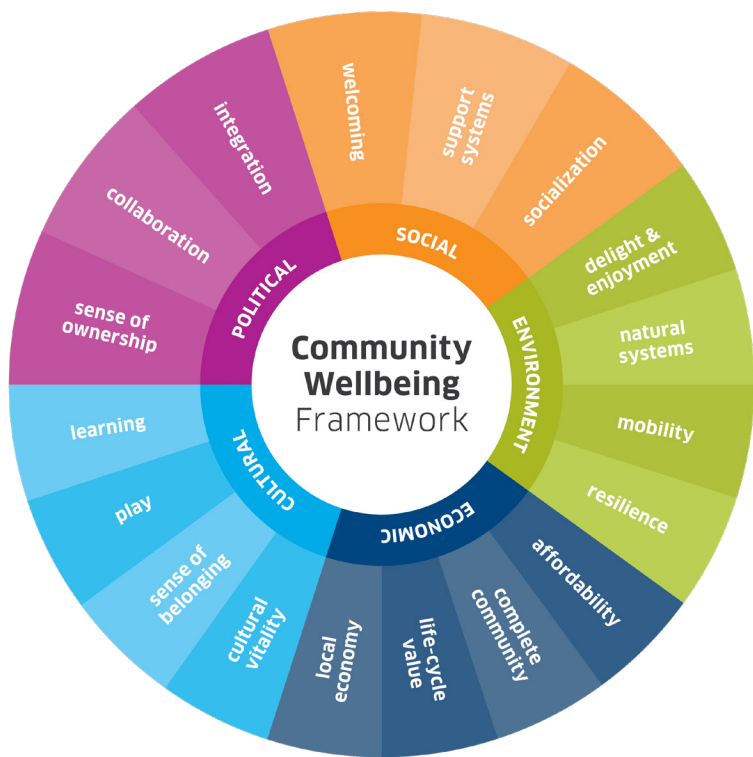 Community
Wellbeing
Framework
SOCIAL
welcoming
support
systems
socialization
ENVIRONMENT
delight &
enjoyment
natural
systems
mobility
resilience
ECONOMIC
affordability
complete
community
life-cycle
value
local
economy
CULTURAL
cultural
vitality
sense of
belonging
play
learning
POLITICAL
sense of
ownership
collaboration
integration